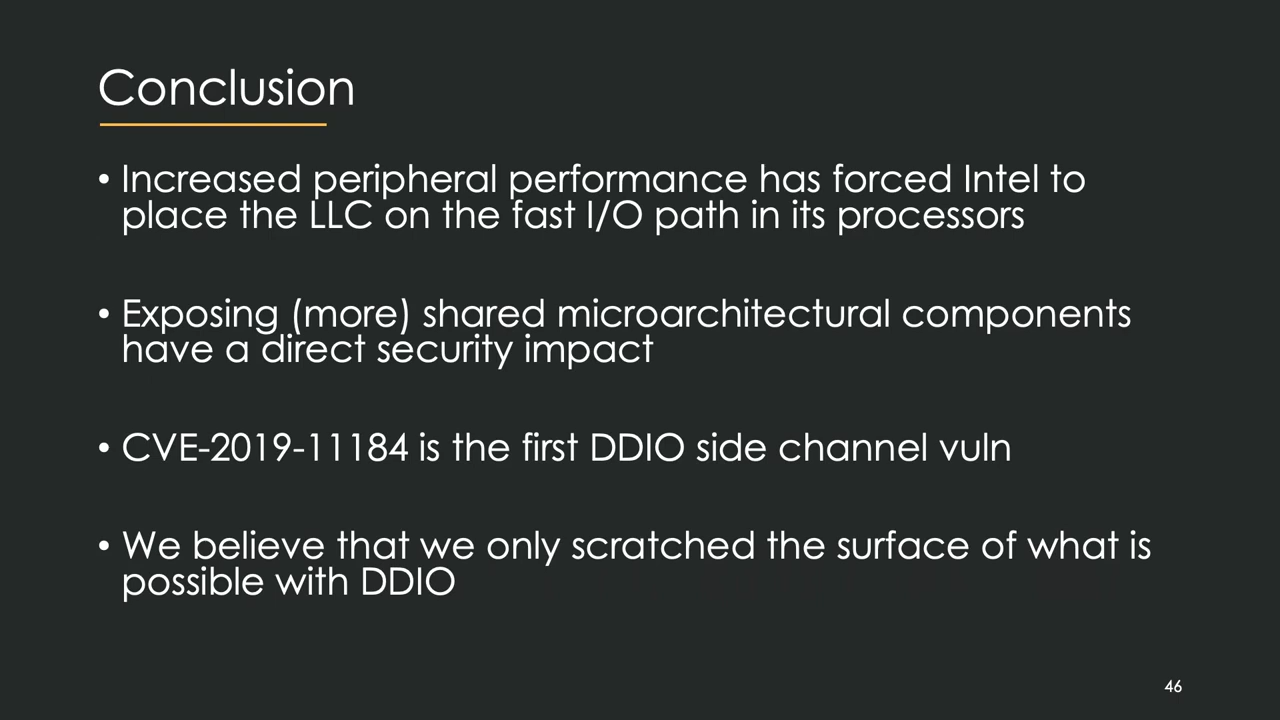 Conclusion
• Increased peripheral performance has forced Intel to
place the LLC on the fast I/O path in its processors
• Exposing (more) shared microarchitectural components
have a direct security impact
• CVE-2019-11184 is the first DDIO side channel vuln
• We believe that we only scratched the surface of what is
possible with DDIO
46